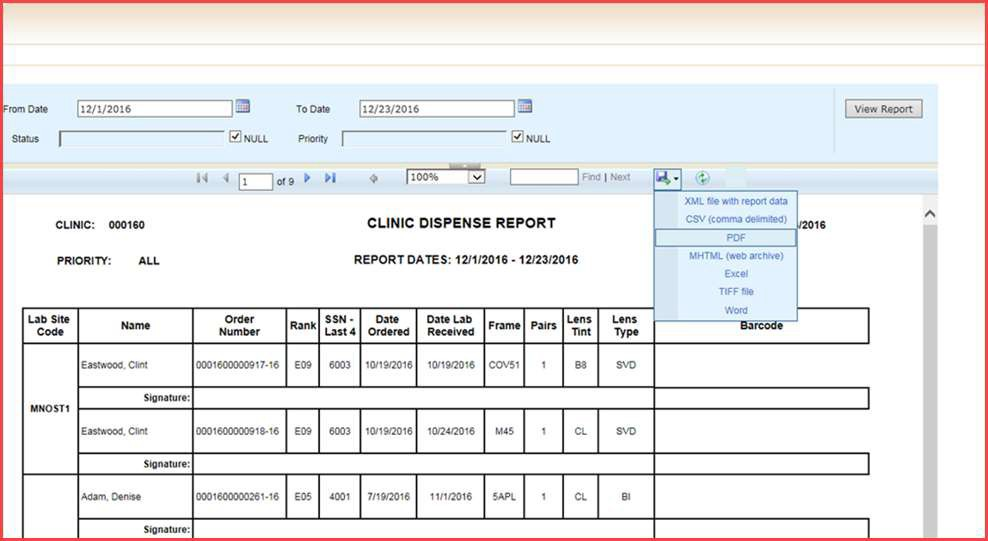 From Date 12/1/2016 To Date 12/23/2016 View Report
Status NULL Priority NULL
1 of 9 100% Find | Next
XML file with report data
CSV (comma delimited)
PDF
MHTML (web archive)
Excel
TIFF file
Word
CLINIC: 000160 CLINIC DISPENSE REPORT /2016
PRIORITY: ALL REPORT DATES: 12/1/2016 - 12/23/2016
Lab Site Code Name Order Number Rank SSN - Last 4 Date Ordered Date Lab Received Frame Pairs Lens Tint Lens Type Barcode
MNOST1
Eastwood, Clint 0001600000917-16 E09 6003 10/19/2016 10/19/2016 COV51 1 B8 SVD
Signature:
Eastwood, Clint 0001600000918-16 E09 6003 10/19/2016 10/24/2016 M45 1 CL SVD
Signature:
Adam, Denise 0001600000261-16 E05 4001 7/19/2016 11/1/2016 5APL 1 CL BI
Signature: